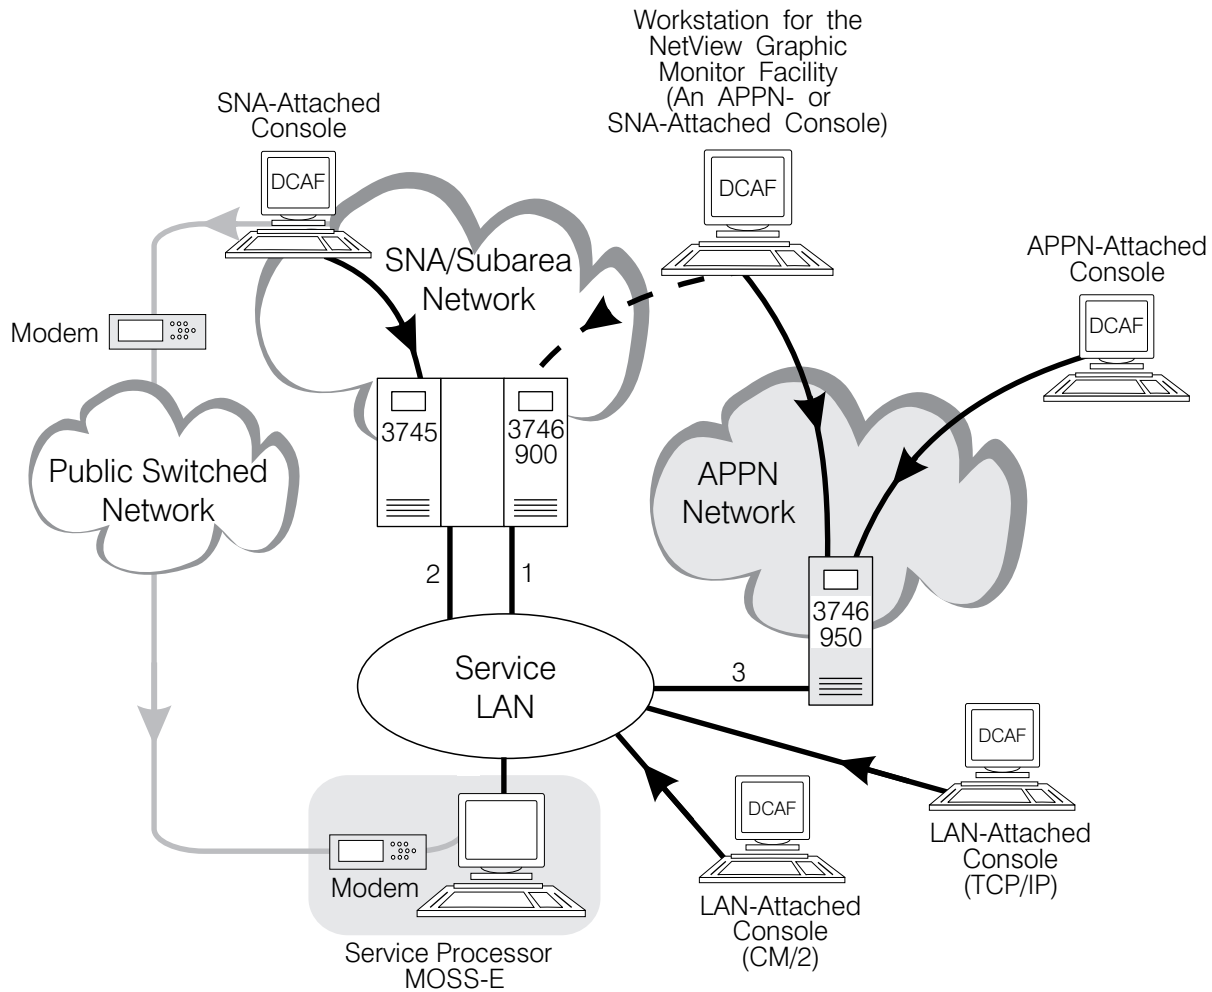 Workstation for the
NetView Graphic
Monitor Facility
(An APPN- or
SNA-Attached Console)
SNA-Attached
Console
DCAF
DCAF
APPN-Attached
Console
DCAF
SNA/Subarea
Network
Modem
3745
3746
900
Public Switched
Network
APPN
Network
2
1
3746
950
Service
LAN
3
DCAF
LAN-Attached
Console
(TCP/IP)
DCAF
LAN-Attached
Console
(CM/2)
Modem
Service Processor
MOSS-E